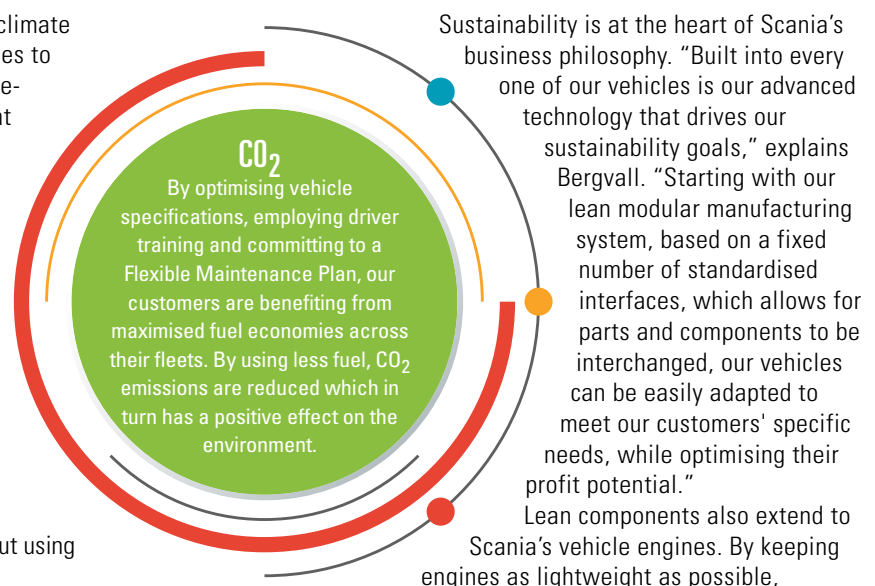 climate
es to
e-
t
ut using
CO₂
By optimising vehicle
specifications, employing driver
training and committing to a
Flexible Maintenance Plan, our
customers are benefiting from
maximised fuel economies across
their fleets. By using less fuel, CO₂
emissions are reduced which in
turn has a positive effect on the
environment.
Sustainability is at the heart of Scania’s
business philosophy. “Built into every
one of our vehicles is our advanced
technology that drives our
sustainability goals,” explains
Bergvall. “Starting with our
lean modular manufacturing
system, based on a fixed
number of standardised
interfaces, which allows for
parts and components to be
interchanged, our vehicles
can be easily adapted to
meet our customers' specific
needs, while optimising their
profit potential.”
Lean components also extend to
Scania’s vehicle engines. By keeping
engines as lightweight as possible,